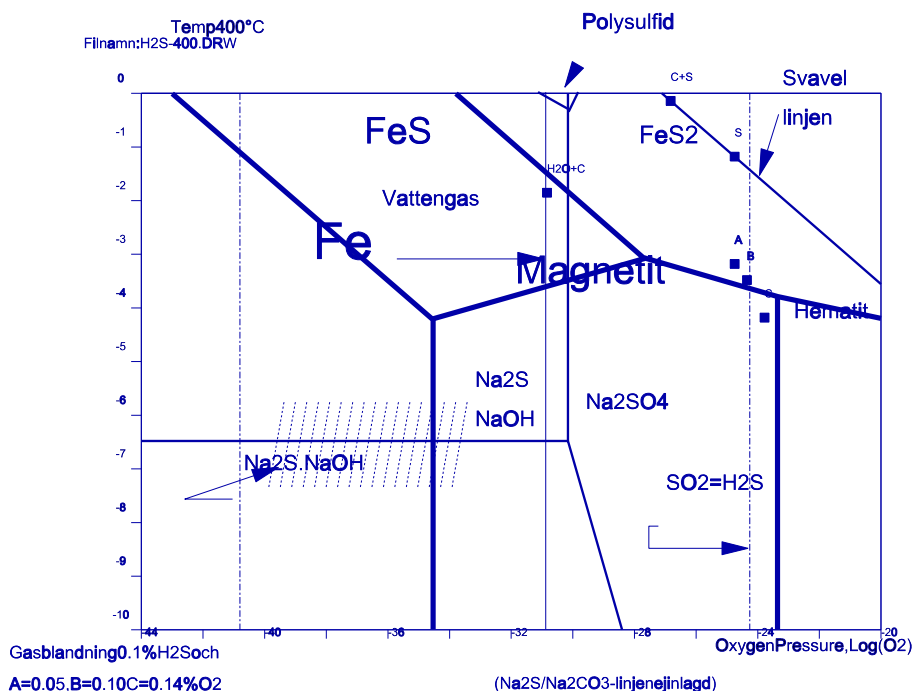 Temp400°C
Filnamn:H2S-400.DRW
Polysulfid
Svavel
linjen
C+S
S
FeS
FeS2
H2O+C
Vattengas
Fe
Magnetit
A
B
C
Hematit
Na2S
NaOH
Na2SO4
Na2S.NaOH
SO2=H2S
0
-1
-2
-3
-4
-5
-6
-7
-8
-9
-10
-44
-40
-36
-32
-28
-24
-20
OxygenPressure,Log(O2)
Gasblandning0.1%H2Soch
A=0.05,B=0.10C=0.14%O2
(Na2S/Na2CO3-linjenejinlagd)